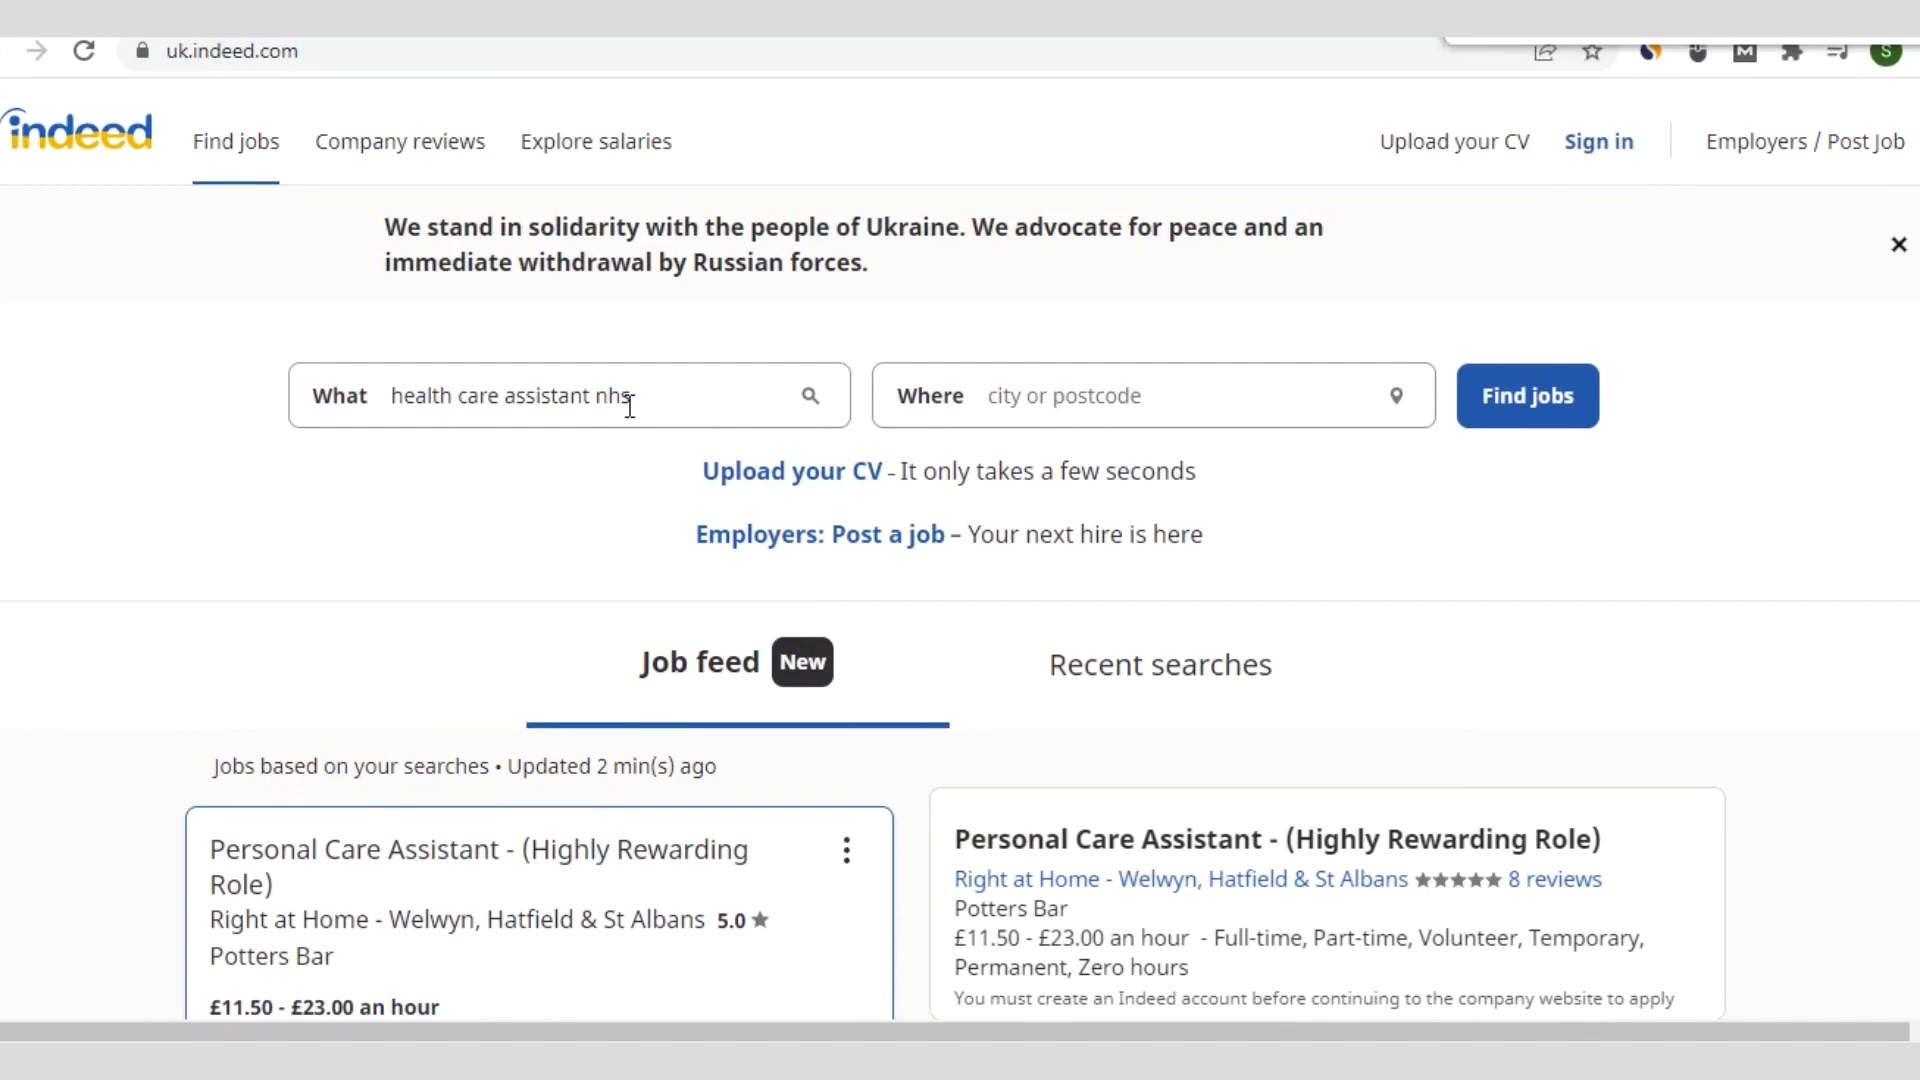 uk.indeed.com
M
S
indeed
Find jobs
Company reviews
Explore salaries
Upload your CV
Sign in
Employers / Post Job
We stand in solidarity with the people of Ukraine. We advocate for peace and an
immediate withdrawal by Russian forces.
What health care assistant nhs
Where city or postcode
Find jobs
Upload your CV - It only takes a few seconds
Employers: Post a job – Your next hire is here
Job feed New
Recent searches
Jobs based on your searches • Updated 2 min(s) ago
Personal Care Assistant - (Highly Rewarding
Role)
Right at Home - Welwyn, Hatfield & St Albans 5.0 ★
Potters Bar
£11.50 - £23.00 an hour
Personal Care Assistant - (Highly Rewarding Role)
Right at Home - Welwyn, Hatfield & St Albans ★★★★★ 8 reviews
Potters Bar
£11.50 - £23.00 an hour - Full-time, Part-time, Volunteer, Temporary,
Permanent, Zero hours
You must create an Indeed account before continuing to the company website to apply